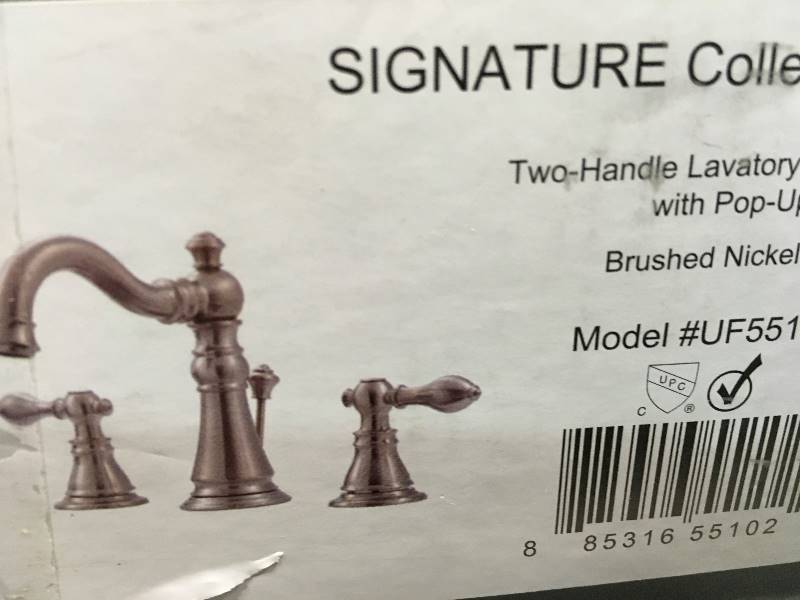 SIGNATURE Colle
Two-Handle Lavatory
with Pop-Up
Brushed Nickel
Model #UF551
UPC
C ®
8 85316 55102